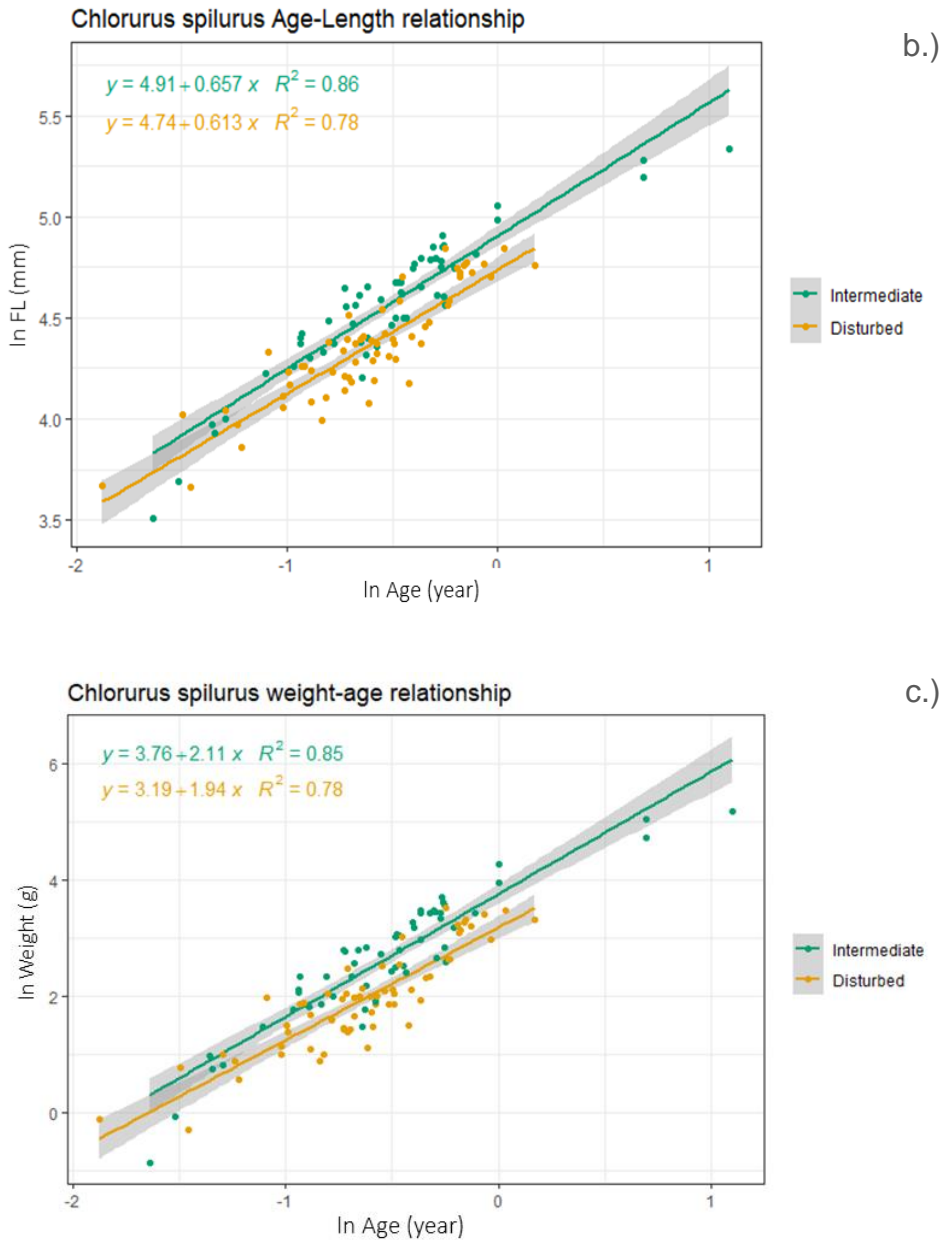 Chlorurus spilurus Age-Length relationship
b.)
y = 4.91+0.657 x R² = 0.86
y = 4.74+0.613 x R² = 0.78
5.5
5.0
4.5
4.0
3.5
ln FL (mm)
-2 -1 0 1
ln Age (year)
Intermediate
Disturbed
Chlorurus spilurus weight-age relationship
c.)
y = 3.76+2.11 x R² = 0.85
y = 3.19+1.94 x R² = 0.78
6
4
2
0
ln Weight (g)
-2 -1 0 1
ln Age (year)
Intermediate
Disturbed